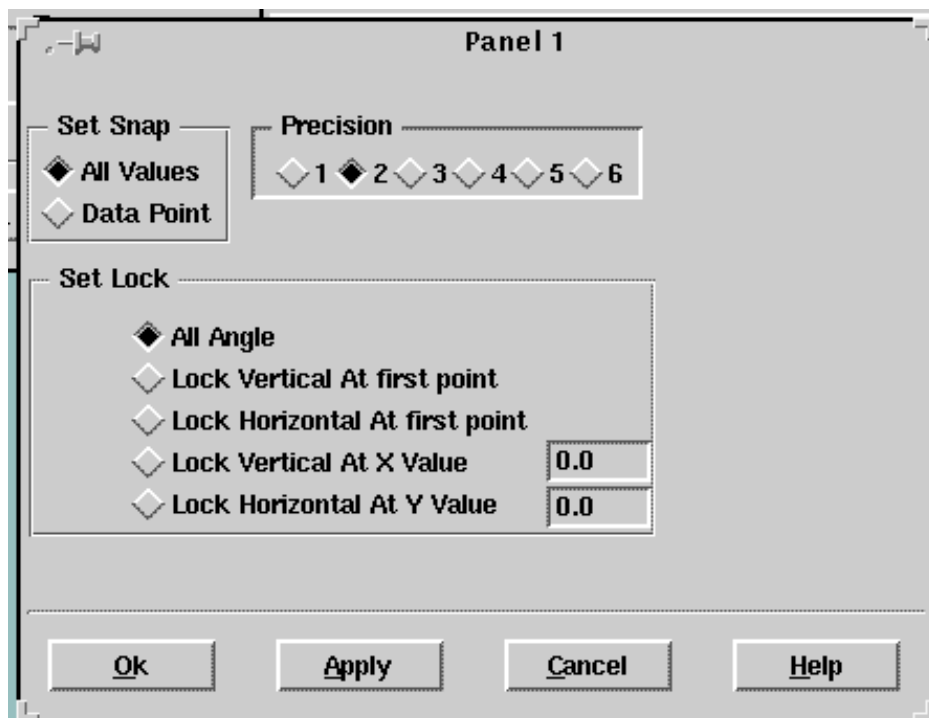 Panel 1
Set Snap
All Values
Data Point
Precision
1 2 3 4 5 6
Set Lock
All Angle
Lock Vertical At first point
Lock Horizontal At first point
Lock Vertical At X Value 0.0
Lock Horizontal At Y Value 0.0
Ok Apply Cancel Help